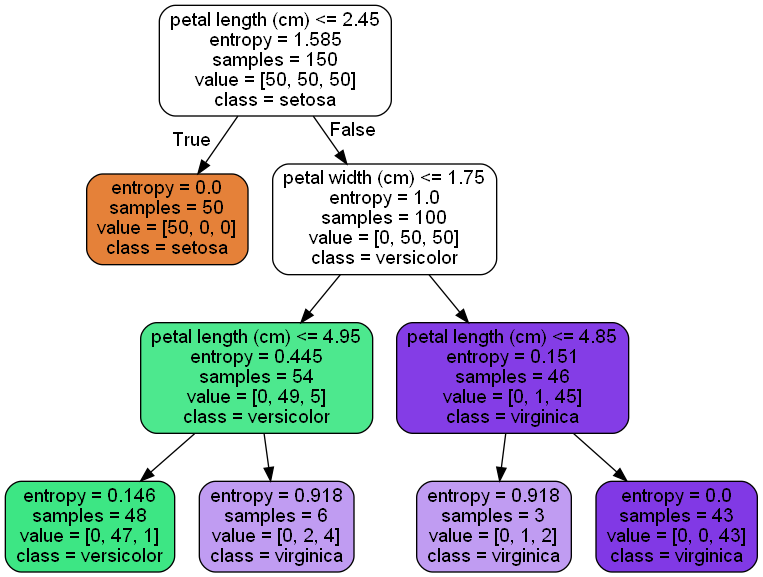 petal length (cm) <= 2.45
entropy = 1.585
samples = 150
value = [50, 50, 50]
class = setosa
True
False
entropy = 0.0
samples = 50
value = [50, 0, 0]
class = setosa
petal width (cm) <= 1.75
entropy = 1.0
samples = 100
value = [0, 50, 50]
class = versicolor
petal length (cm) <= 4.95
entropy = 0.445
samples = 54
value = [0, 49, 5]
class = versicolor
petal length (cm) <= 4.85
entropy = 0.151
samples = 46
value = [0, 1, 45]
class = virginica
entropy = 0.146
samples = 48
value = [0, 47, 1]
class = versicolor
entropy = 0.918
samples = 6
value = [0, 2, 4]
class = virginica
entropy = 0.918
samples = 3
value = [0, 1, 2]
class = virginica
entropy = 0.0
samples = 43
value = [0, 0, 43]
class = virginica